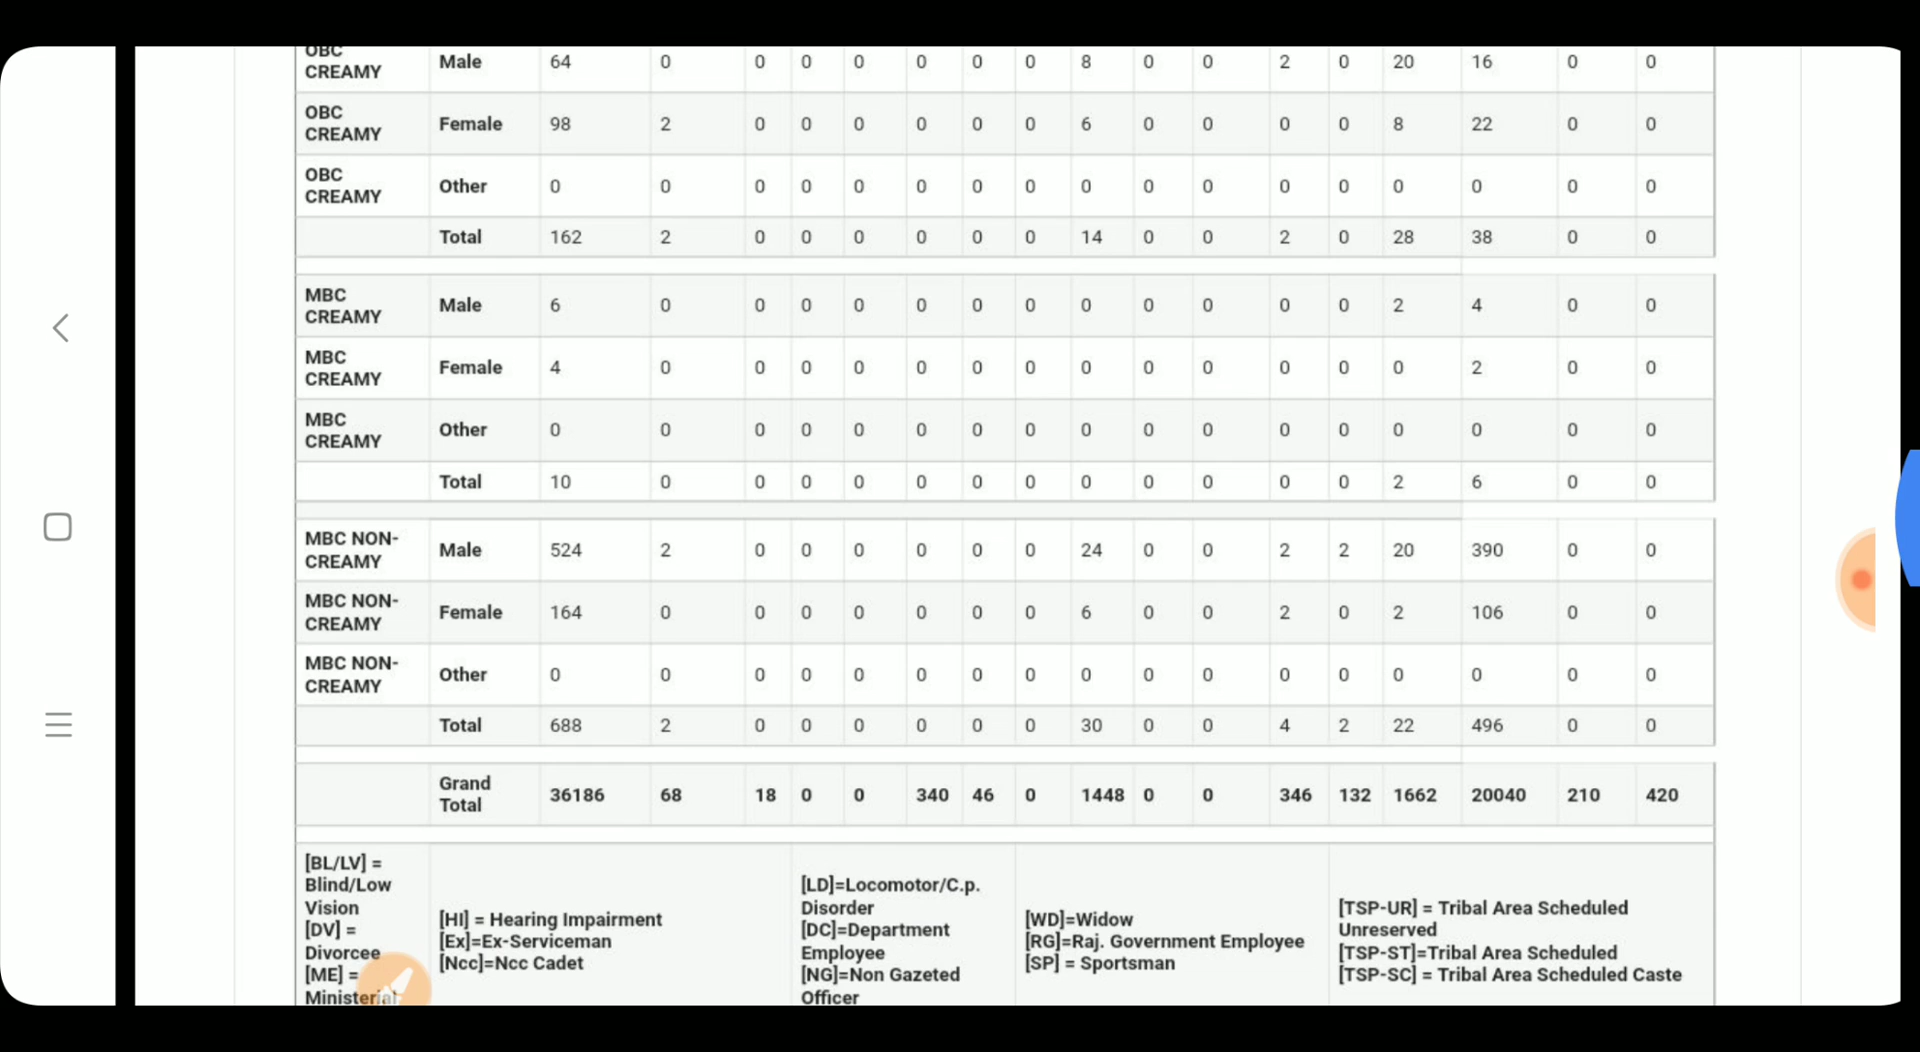 OBC
CREAMY Male 64 0 0 0 0 0 0 0 8 0 0 2 0 20 16 0 0
OBC
CREAMY Female 98 2 0 0 0 0 0 0 6 0 0 0 0 8 22 0 0
OBC
CREAMY Other 0 0 0 0 0 0 0 0 0 0 0 0 0 0 0 0 0
Total 162 2 0 0 0 0 0 0 14 0 0 2 0 28 38 0 0
MBC
CREAMY Male 6 0 0 0 0 0 0 0 0 0 0 0 0 2 4 0 0
MBC
CREAMY Female 4 0 0 0 0 0 0 0 0 0 0 0 0 0 2 0 0
MBC
CREAMY Other 0 0 0 0 0 0 0 0 0 0 0 0 0 0 0 0 0
Total 10 0 0 0 0 0 0 0 0 0 0 0 0 2 6 0 0
MBC NON-
CREAMY Male 524 2 0 0 0 0 0 0 24 0 0 2 2 20 390 0 0
MBC NON-
CREAMY Female 164 0 0 0 0 0 0 0 6 0 0 2 0 2 106 0 0
MBC NON-
CREAMY Other 0 0 0 0 0 0 0 0 0 0 0 0 0 0 0 0 0
Total 688 2 0 0 0 0 0 0 30 0 0 4 2 22 496 0 0
Grand
Total 36186 68 18 0 0 340 46 0 1448 0 0 346 132 1662 20040 210 420
[BL/LV] =
Blind/Low
Vision
[DV] =
Divorcee
[ME] =
Ministerial
[HI] = Hearing Impairment
[Ex]=Ex-Serviceman
[Ncc]=Ncc Cadet
[LD]=Locomotor/C.p.
Disorder
[DC]=Department
Employee
[NG]=Non Gazeted
Officer
[WD]=Widow
[RG]=Raj. Government Employee
[SP] = Sportsman
[TSP-UR] = Tribal Area Scheduled
Unreserved
[TSP-ST]=Tribal Area Scheduled
[TSP-SC] = Tribal Area Scheduled Caste